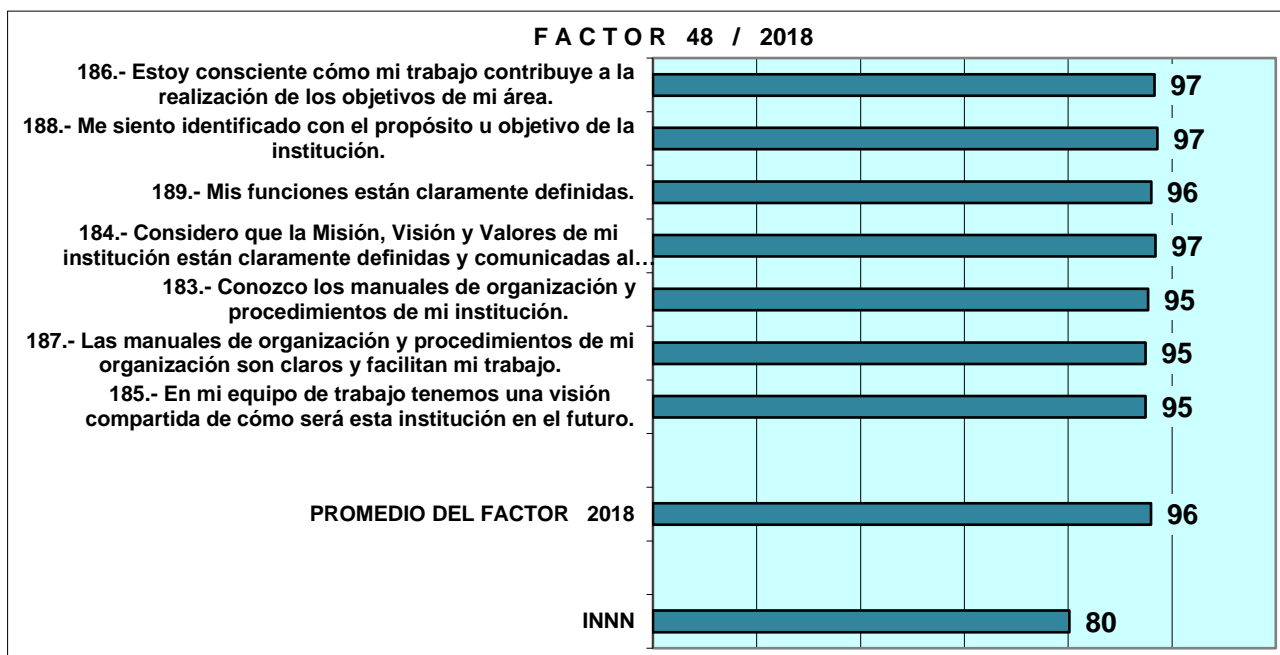 F A C T O R 48 / 2018
186.- Estoy consciente cómo mi trabajo contribuye a la
realización de los objetivos de mi área.
97
188.- Me siento identificado con el propósito u objetivo de la
institución.
97
189.- Mis funciones están claramente definidas.
96
184.- Considero que la Misión, Visión y Valores de mi
institución están claramente definidas y comunicadas al…
97
183.- Conozco los manuales de organización y
procedimientos de mi institución.
95
187.- Las manuales de organización y procedimientos de mi
organización son claros y facilitan mi trabajo.
95
185.- En mi equipo de trabajo tenemos una visión
compartida de cómo será esta institución en el futuro.
95
PROMEDIO DEL FACTOR 2018
96
INNN
80